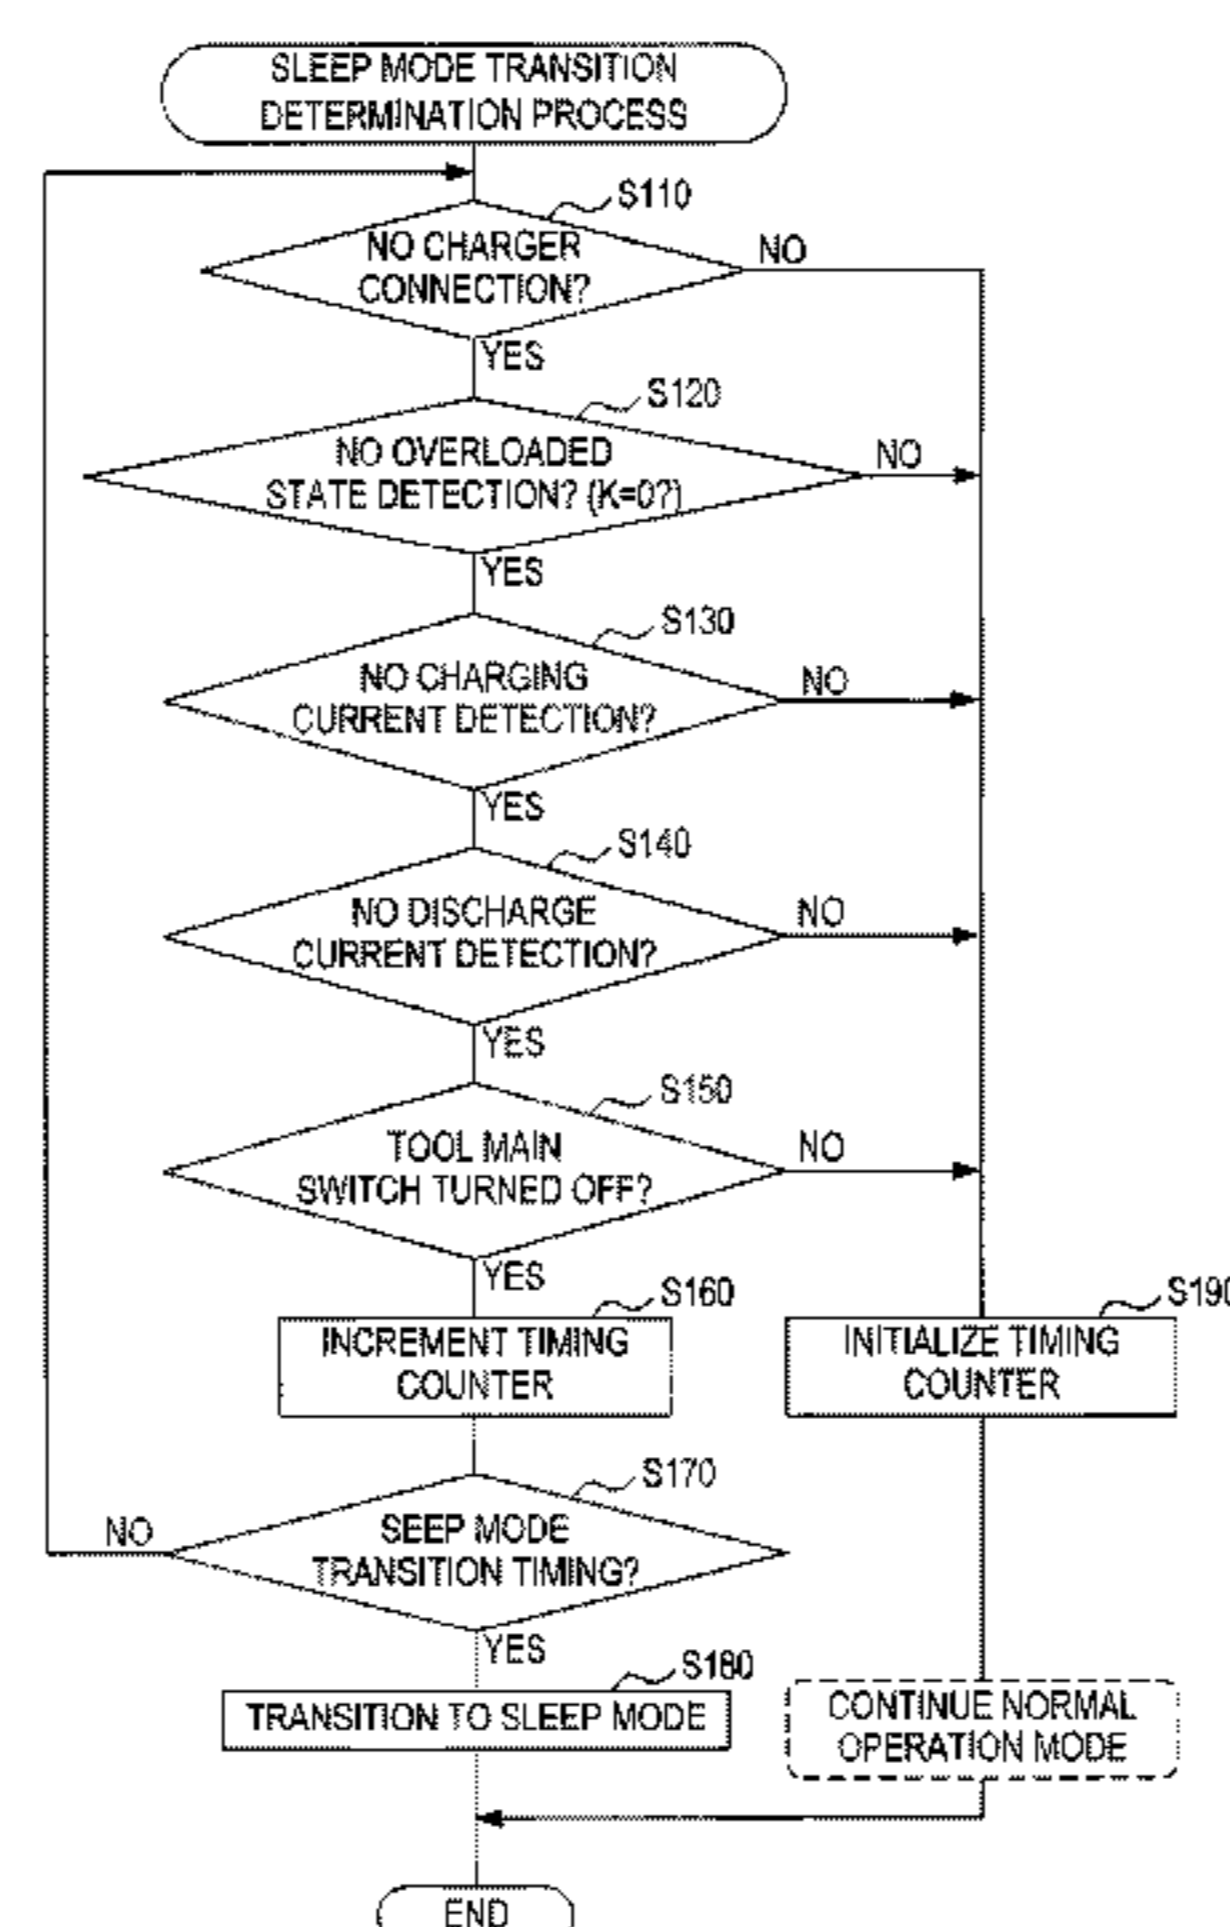 SLEEP MODE TRANSITION
DETERMINATION PROCESS
S110
NO CHARGER
CONNECTION?
NO
YES
S120
NO OVERLOADED
STATE DETECTION? (K=0?)
NO
YES
S130
NO CHARGING
CURRENT DETECTION?
NO
YES
S140
NO DISCHARGE
CURRENT DETECTION?
NO
YES
S150
TOOL MAIN
SWITCH TURNED OFF?
NO
YES
S160
INCREMENT TIMING
COUNTER
S190
INITIALIZE TIMING
COUNTER
S170
SEEP MODE
TRANSITION TIMING?
NO
YES
S180
TRANSITION TO SLEEP MODE
CONTINUE NORMAL
OPERATION MODE
END